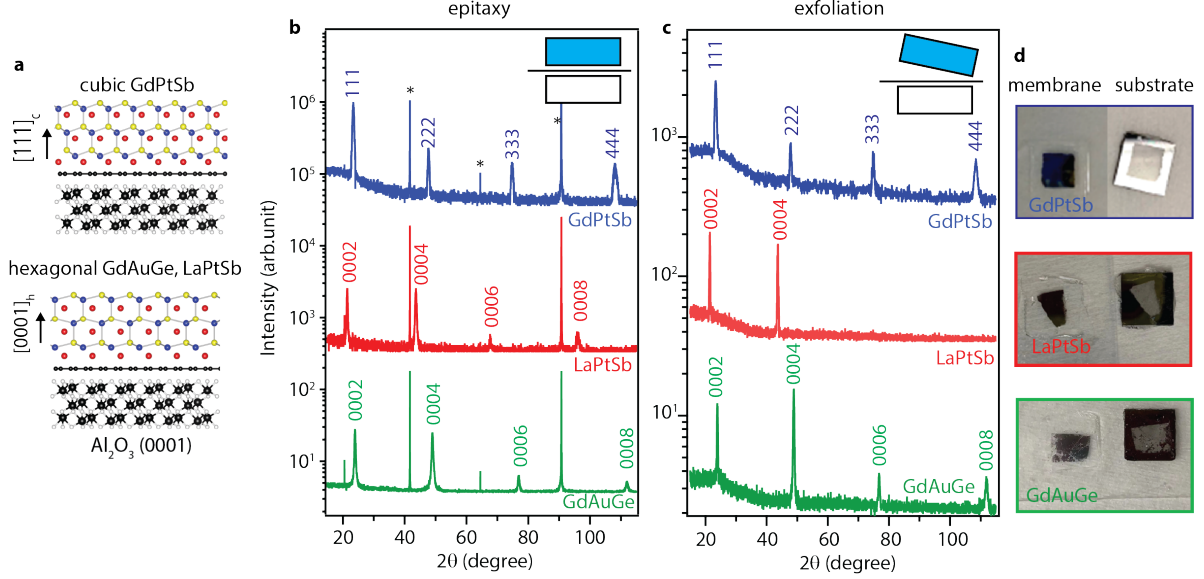 epitaxy
exfoliation
a
b
c
d
cubic GdPtSb
[111]c
hexagonal GdAuGe, LaPtSb
[0001]h
Al2O3 (0001)
Intensity (arb.unit)
10^6
10^5
10^4
10^3
10^2
10^1
111
*
222
*
333
*
444
GdPtSb
0002
0004
0006
0008
LaPtSb
0002
0004
0006
0008
GdAuGe
20 40 60 80 100
2θ (degree)
10^3
10^2
10^1
111
222
333
444
GdPtSb
0002
0004
LaPtSb
0002
0004
0006
0008
GdAuGe
20 40 60 80 100
2θ (degree)
membrane substrate
GdPtSb
LaPtSb
GdAuGe